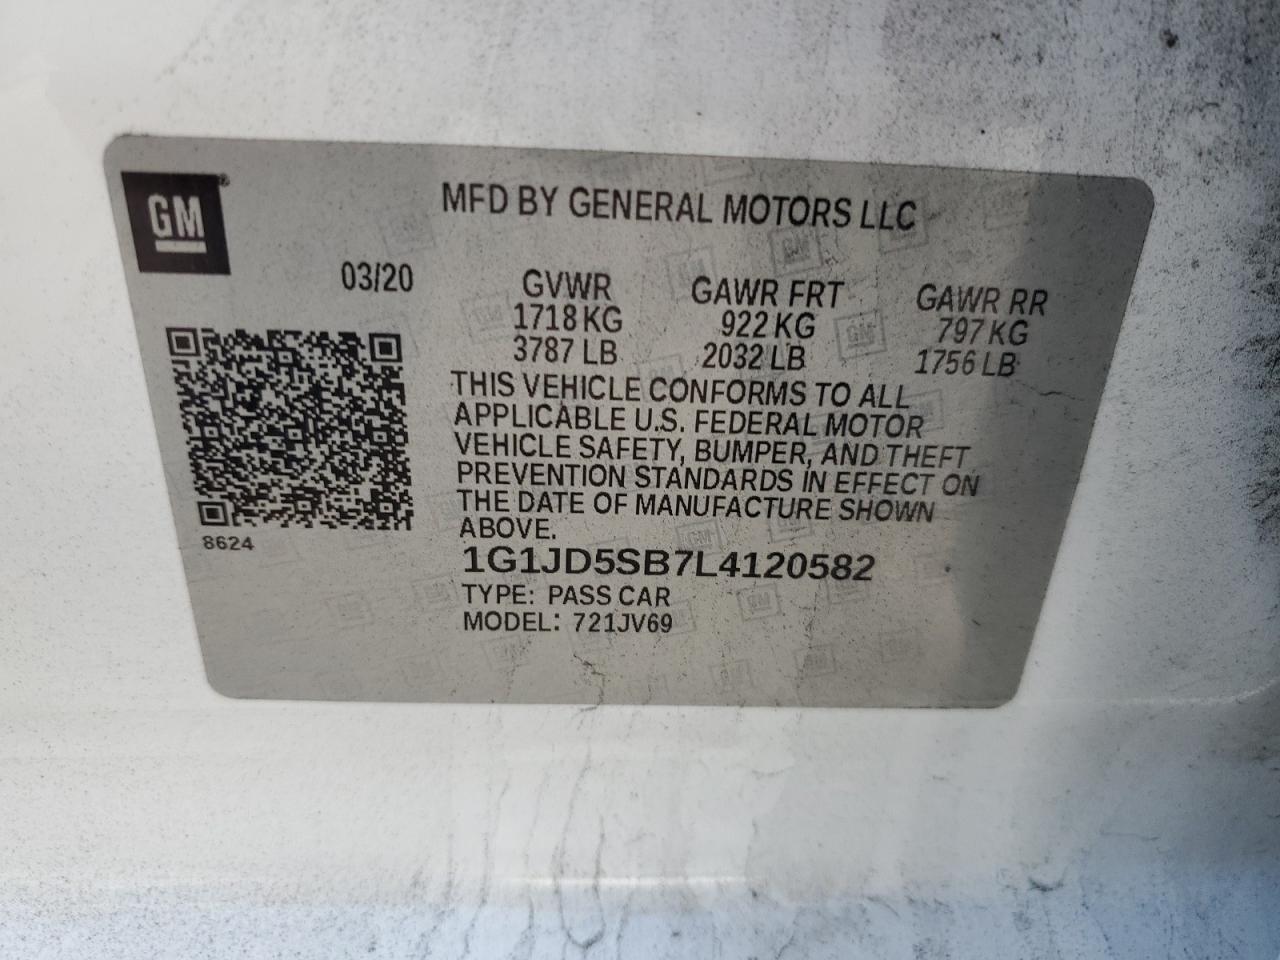 GM
MFD BY GENERAL MOTORS LLC
03/20
GVWR GAWR FRT GAWR RR
1718 KG 922 KG 797 KG
3787 LB 2032 LB 1756 LB
THIS VEHICLE CONFORMS TO ALL
APPLICABLE U.S. FEDERAL MOTOR
VEHICLE SAFETY, BUMPER, AND THEFT
PREVENTION STANDARDS IN EFFECT ON
THE DATE OF MANUFACTURE SHOWN
ABOVE.
8624
1G1JD5SB7L4120582
TYPE: PASS CAR
MODEL: 721JV69